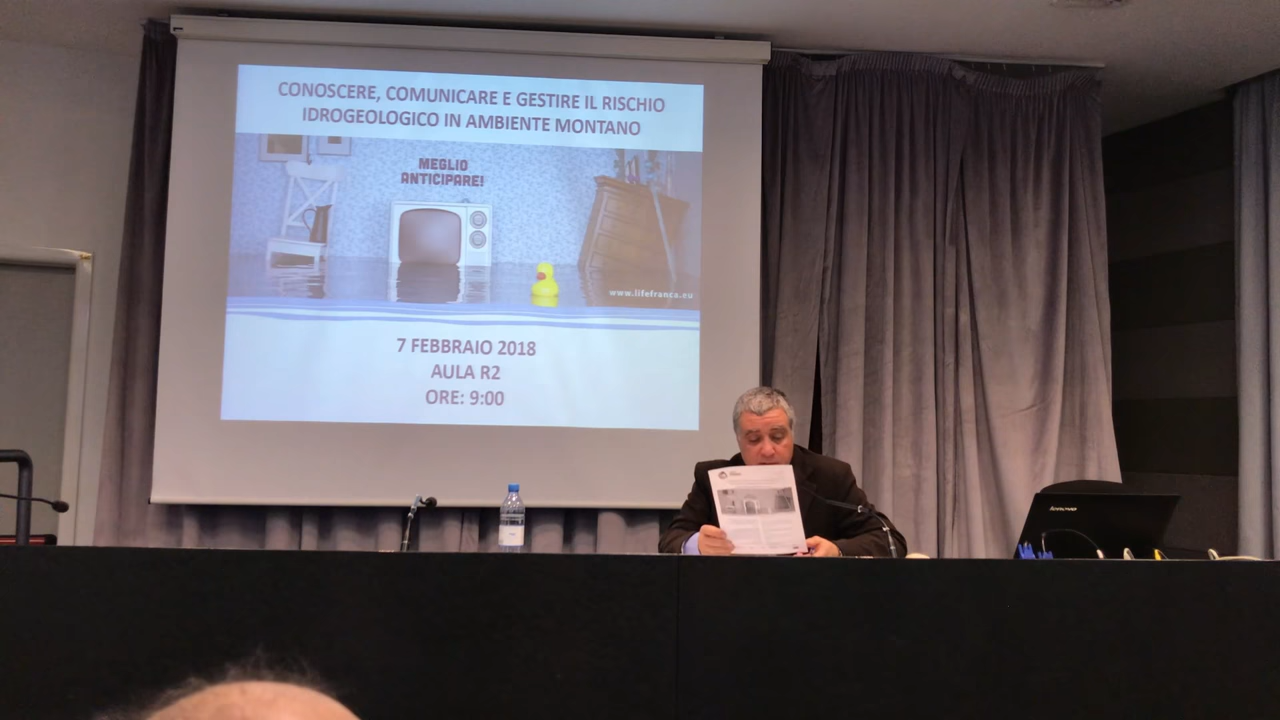 CONOSCERE, COMUNICARE E GESTIRE IL RISCHIO
IDROGEOLOGICO IN AMBIENTE MONTANO
MEGLIO
ANTICIPARE!
www.lifefranca.eu
7 FEBBRAIO 2018
AULA R2
ORE: 9:00
lenovo